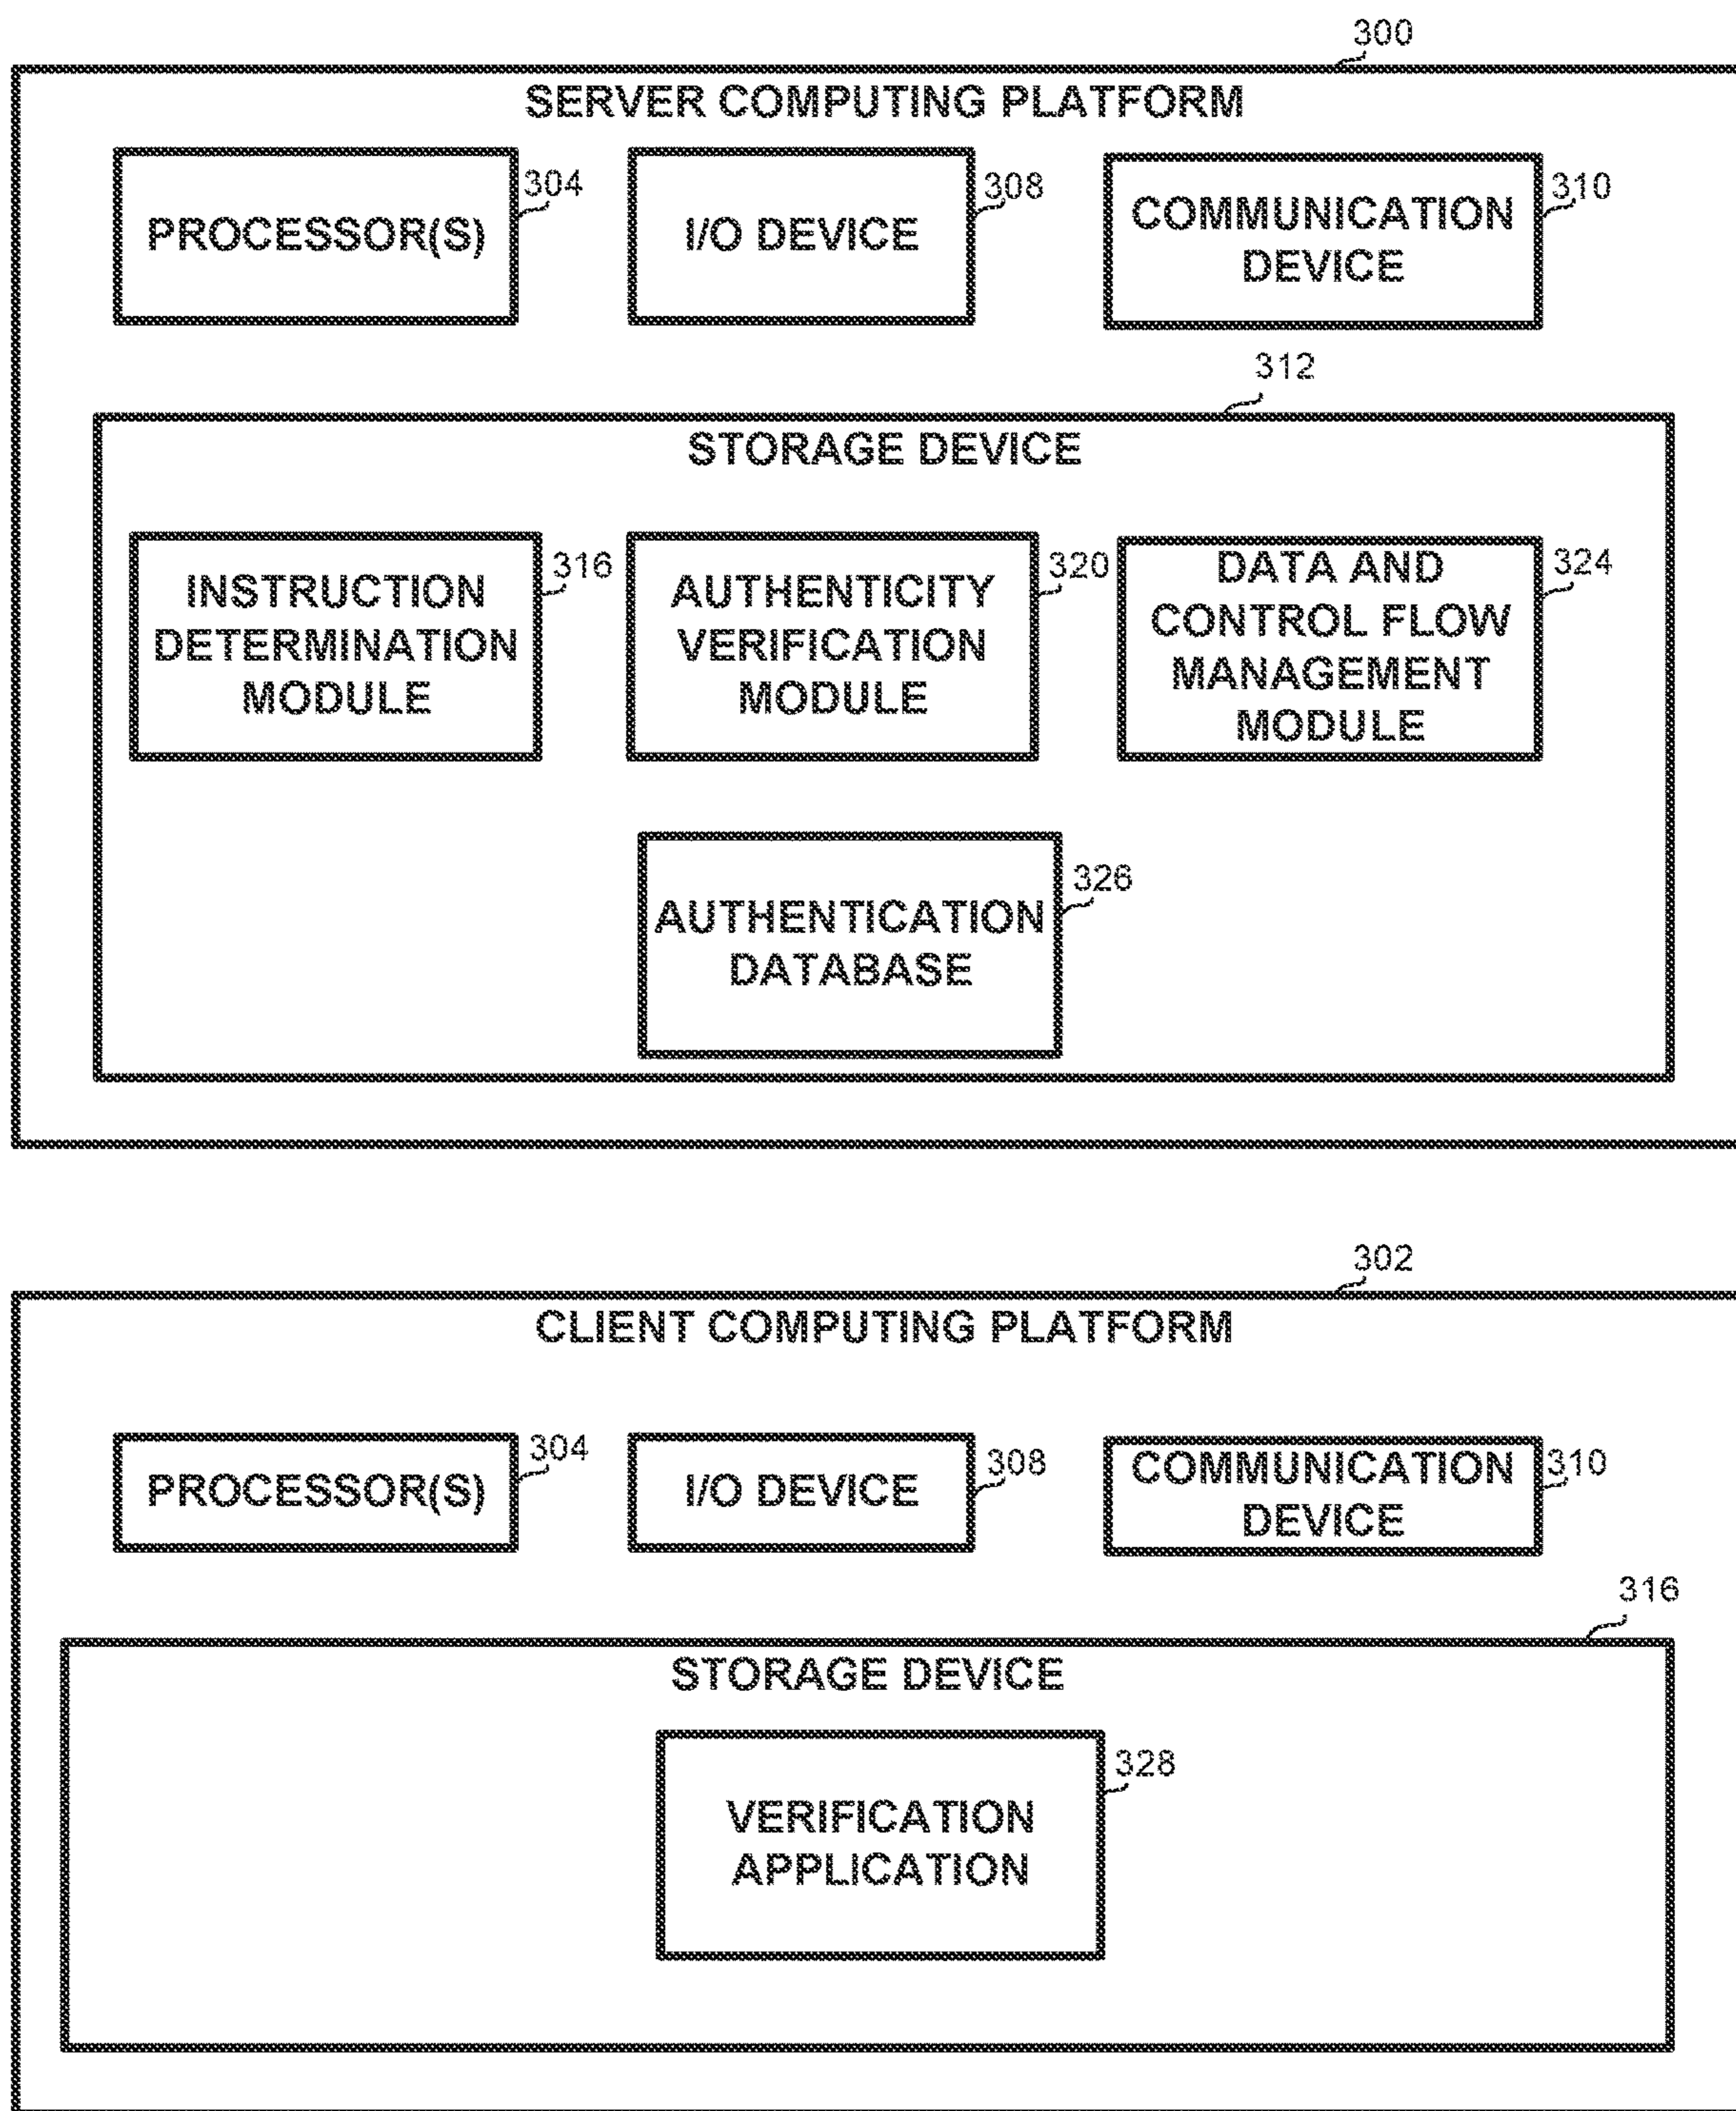 300
SERVER COMPUTING PLATFORM
PROCESSOR(S)
304
I/O DEVICE
308
COMMUNICATION
DEVICE
310
312
STORAGE DEVICE
INSTRUCTION
DETERMINATION
MODULE
316
AUTHENTICITY
VERIFICATION
MODULE
320
DATA AND
CONTROL FLOW
MANAGEMENT
MODULE
324
AUTHENTICATION
DATABASE
326
302
CLIENT COMPUTING PLATFORM
PROCESSOR(S)
304
I/O DEVICE
308
COMMUNICATION
DEVICE
310
316
STORAGE DEVICE
VERIFICATION
APPLICATION
328